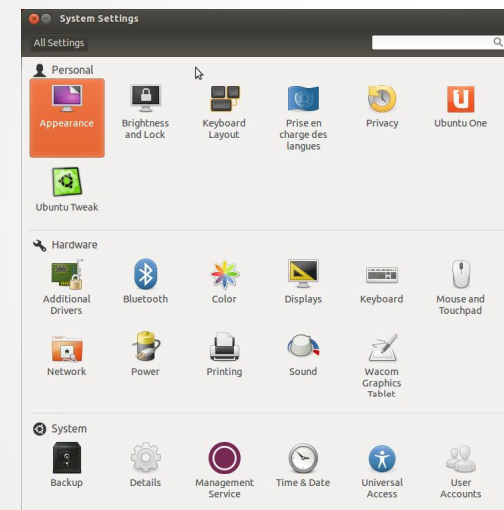 System Settings
All Settings
Personal
Appearance
Brightness and Lock
Keyboard Layout
Prise en charge des langues
Privacy
Ubuntu One
Ubuntu Tweak
Hardware
Additional Drivers
Bluetooth
Color
Displays
Keyboard
Mouse and Touchpad
Network
Power
Printing
Sound
Wacom Graphics Tablet
System
Backup
Details
Management Service
Time & Date
Universal Access
User Accounts